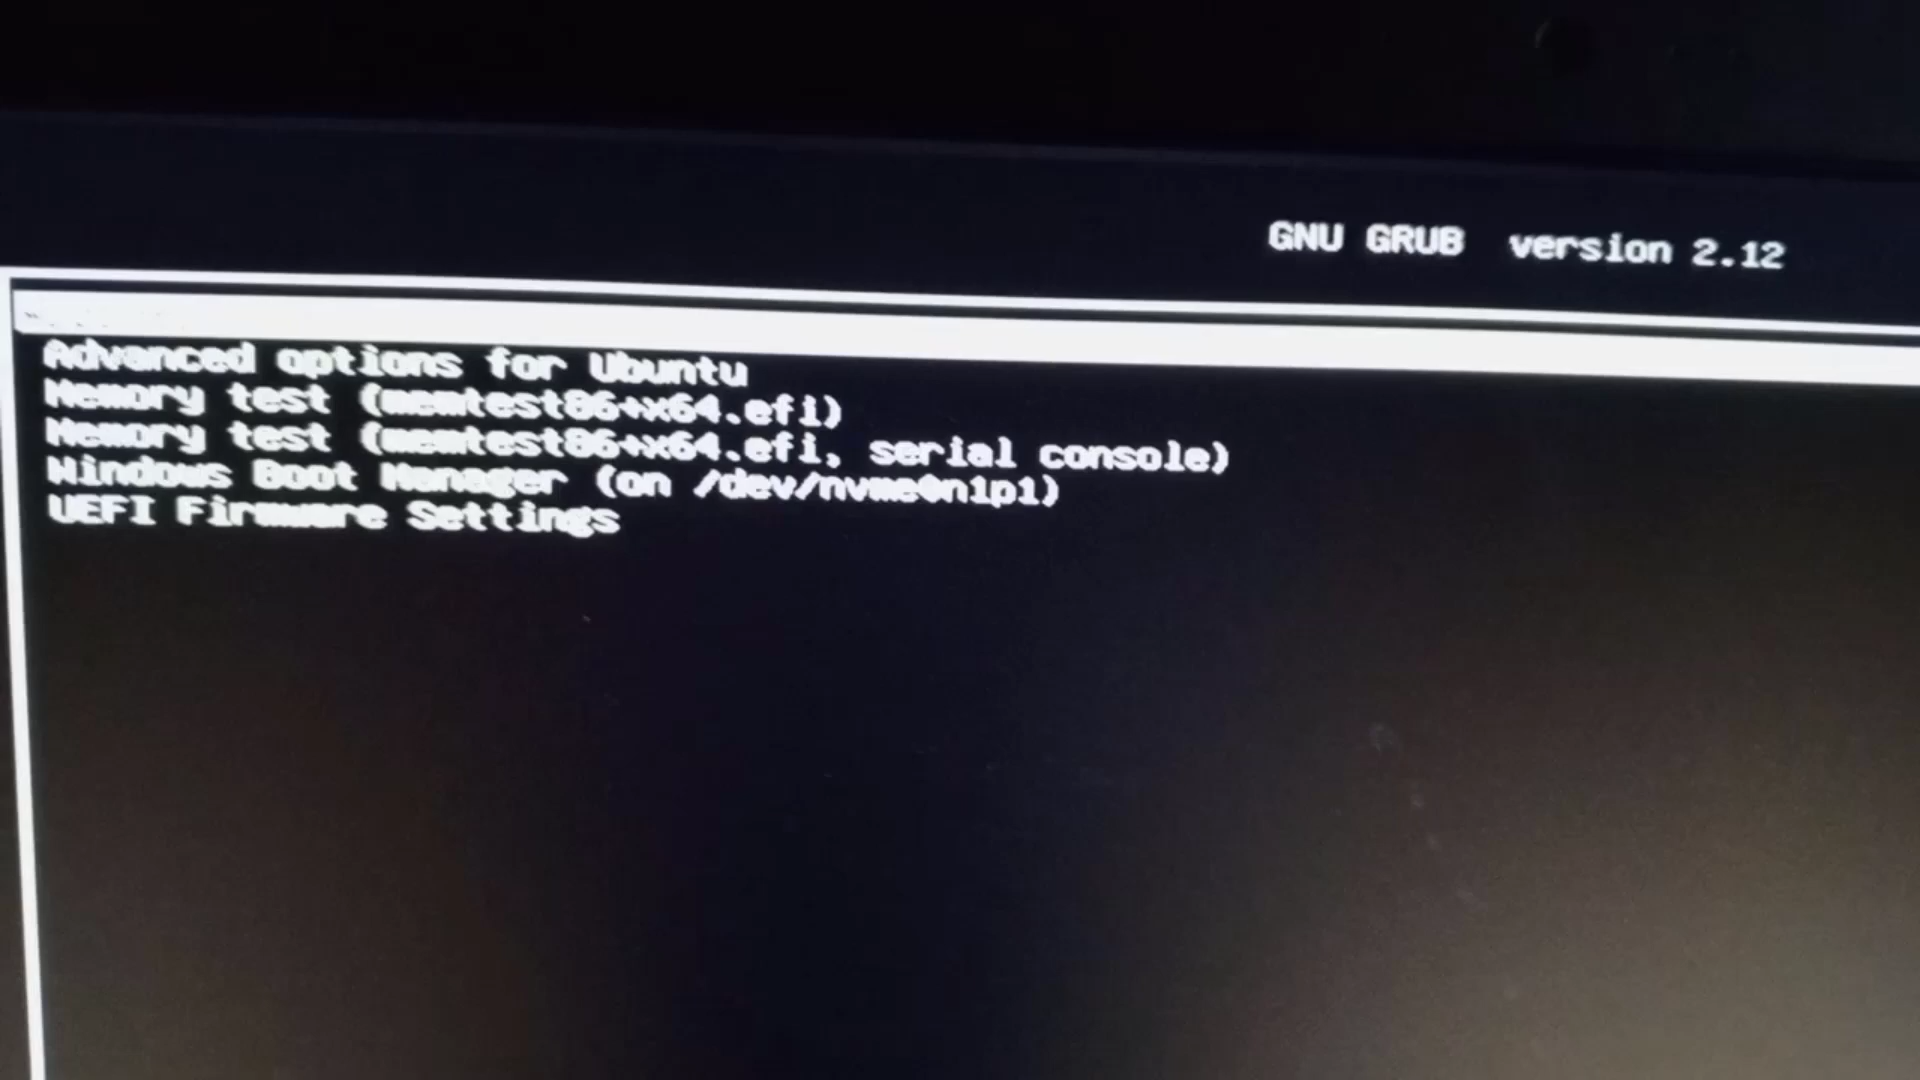 GNU GRUB version 2.12
Advanced options for Ubuntu
Memory test (memtest86+x64.efi)
Memory test (memtest86+x64.efi, serial console)
Windows Boot Manager (on /dev/nvme0n1p1)
UEFI Firmware Settings